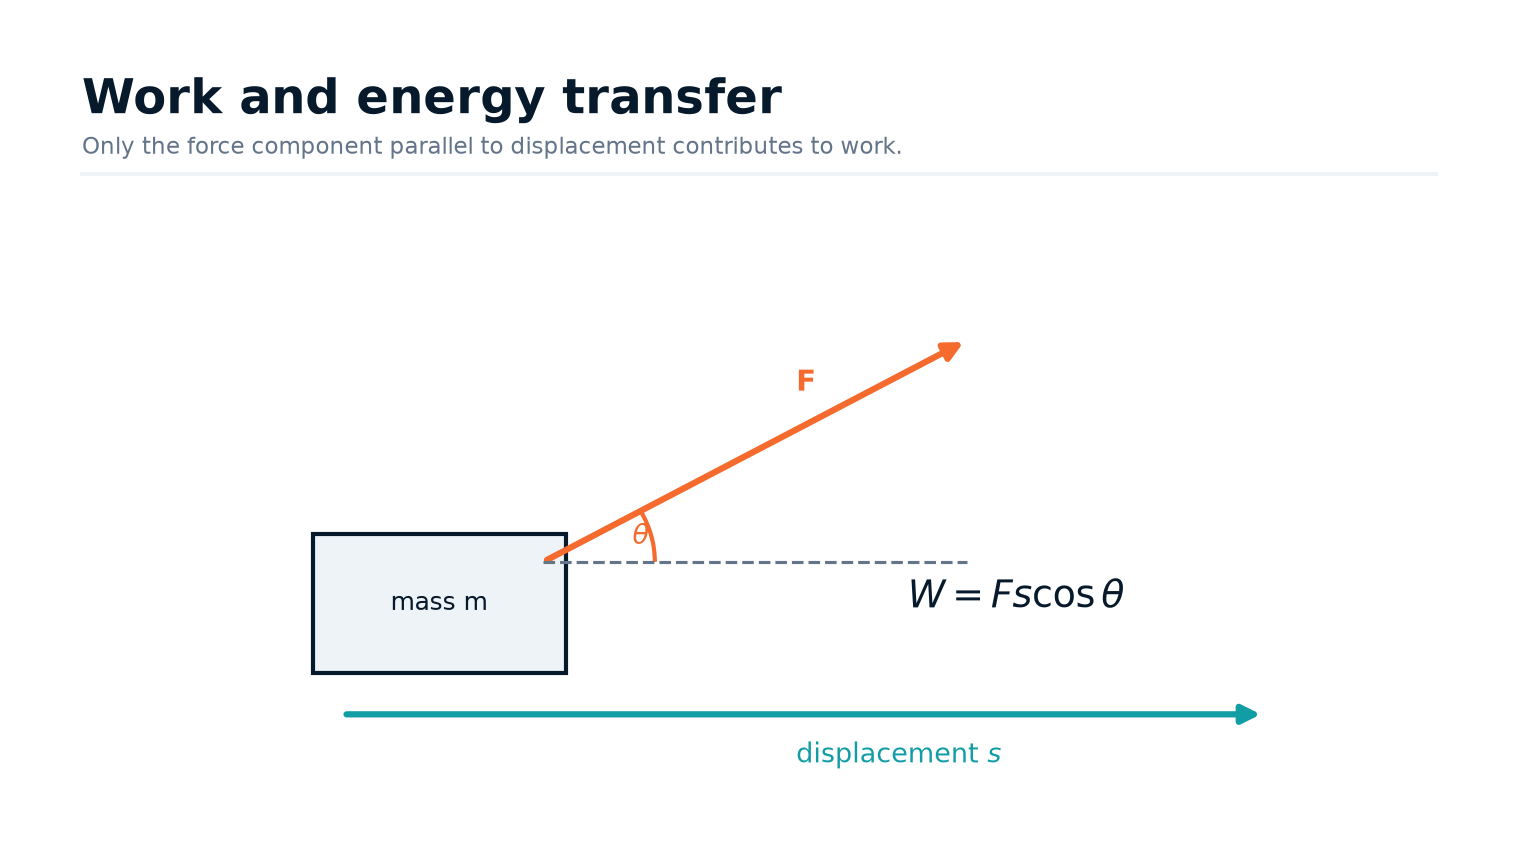 Work and energy transfer
Only the force component parallel to displacement contributes to work.
F
θ
mass m
W = Fs cos θ
displacement s